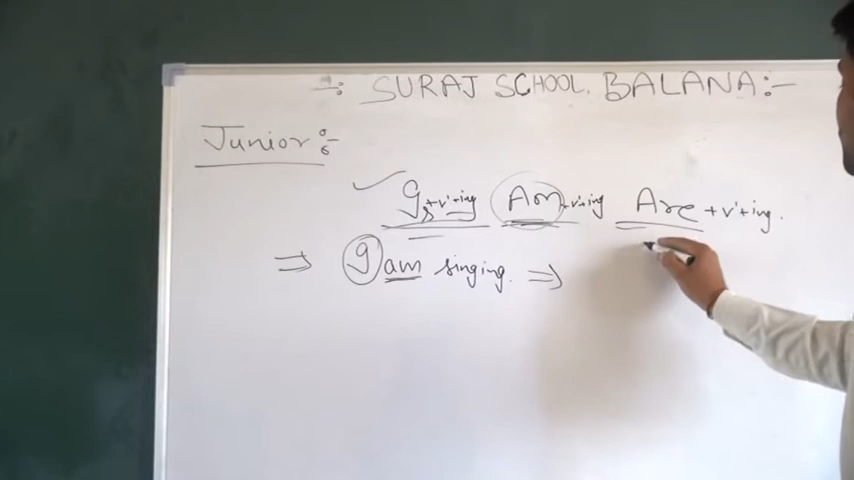 -: SURAJ SCHOOL. BALANA:-
Junior :-
Is+v'+ing Am+v'+ing Are+v'+ing.
⇒ I am singing. ⇒